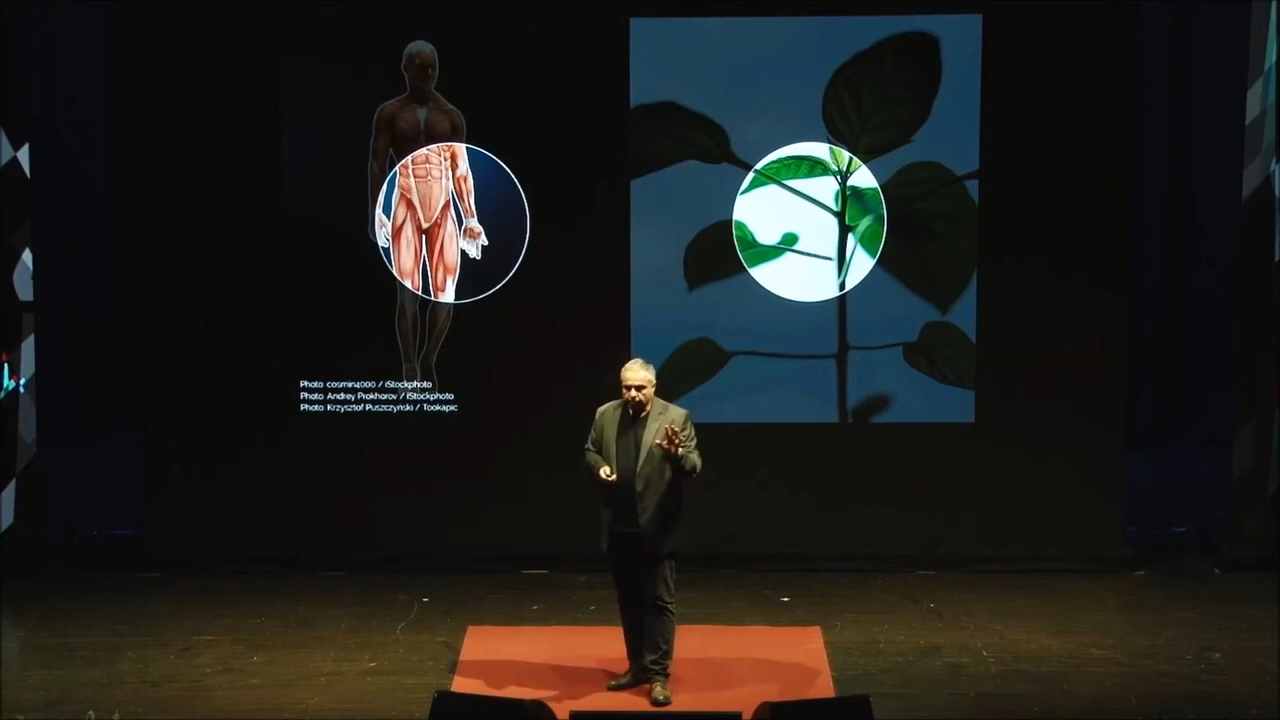 Photo cosmin4000 / iStockphoto
Photo Andrey Prokhorov / iStockphoto
Photo Krzysztof Puszczynski / Tookapic